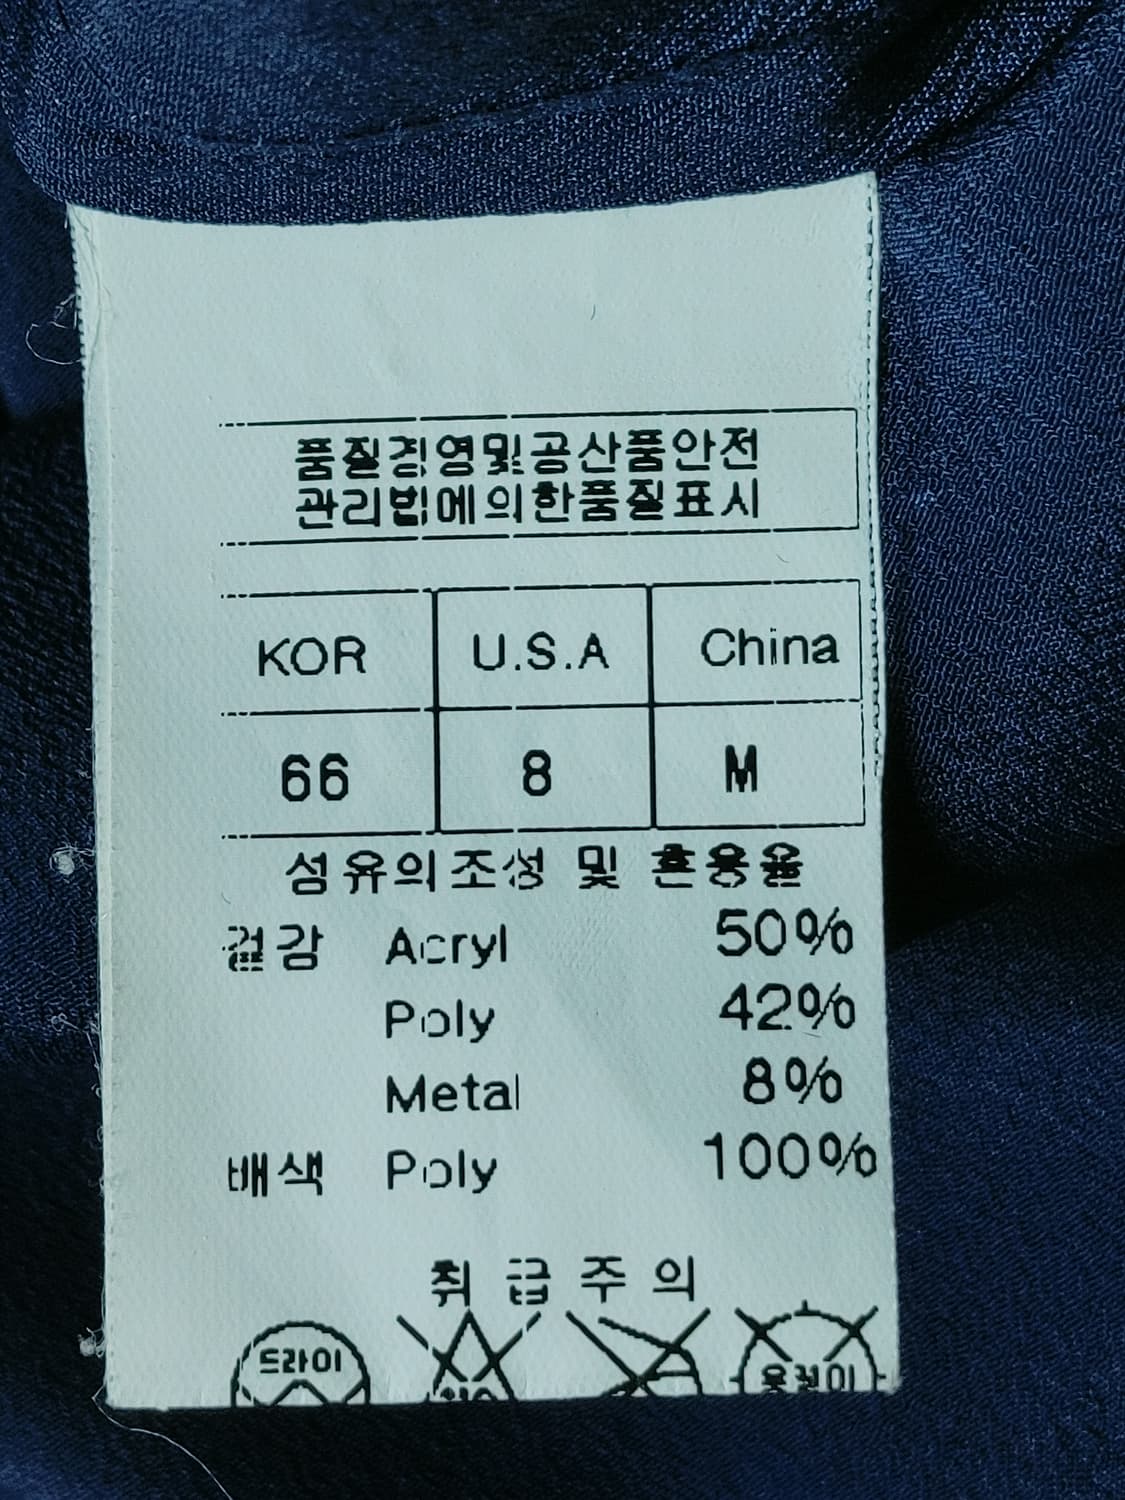 품질경영및공산품안전
관리법에의한품질표시
KOR U.S.A China
66 8 M
섬유의조성 및 혼용율
겉감 Acryl 50%
Poly 42%
Metal 8%
배색 Poly 100%
취급주의
드라이